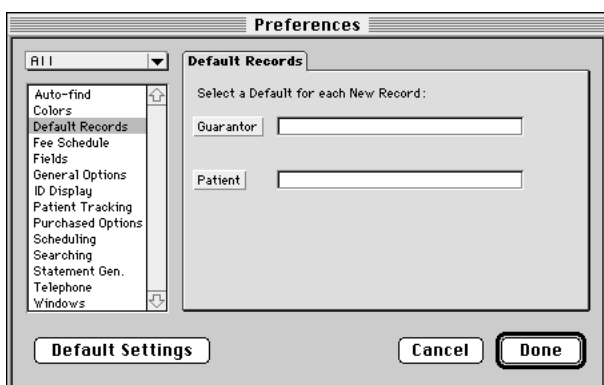 Preferences
All
Default Records
Auto-find
Colors
Default Records
Fee Schedule
Fields
General Options
ID Display
Patient Tracking
Purchased Options
Scheduling
Searching
Statement Gen.
Telephone
Windows
Select a Default for each New Record:
Guarantor
Patient
Default Settings
Cancel
Done